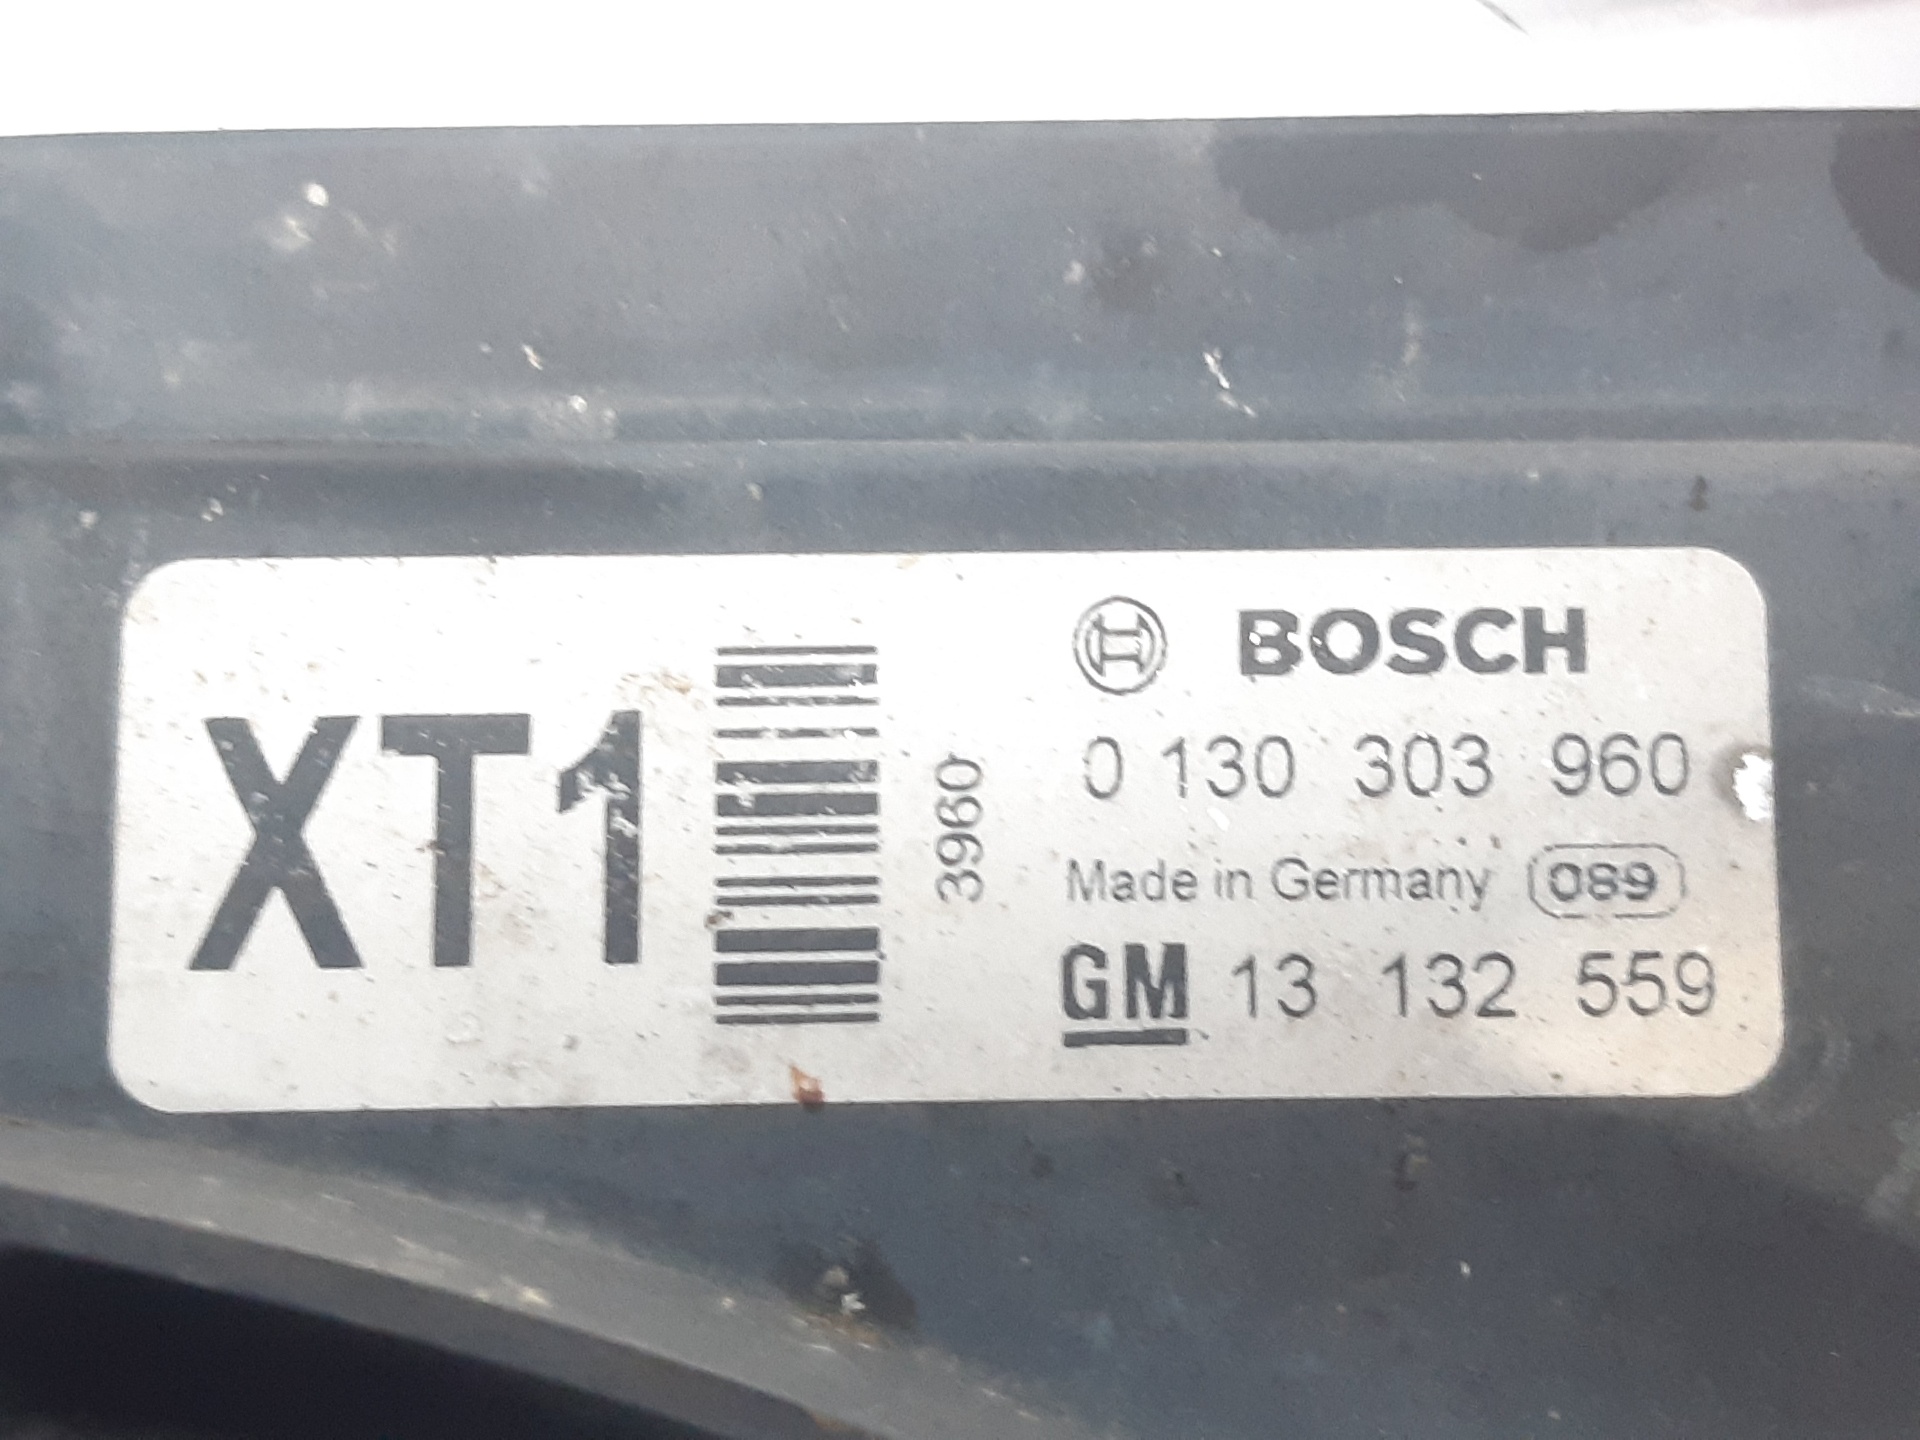 XT1
3960
BOSCH
0 130 303 960
Made in Germany 089
GM 13 132 559